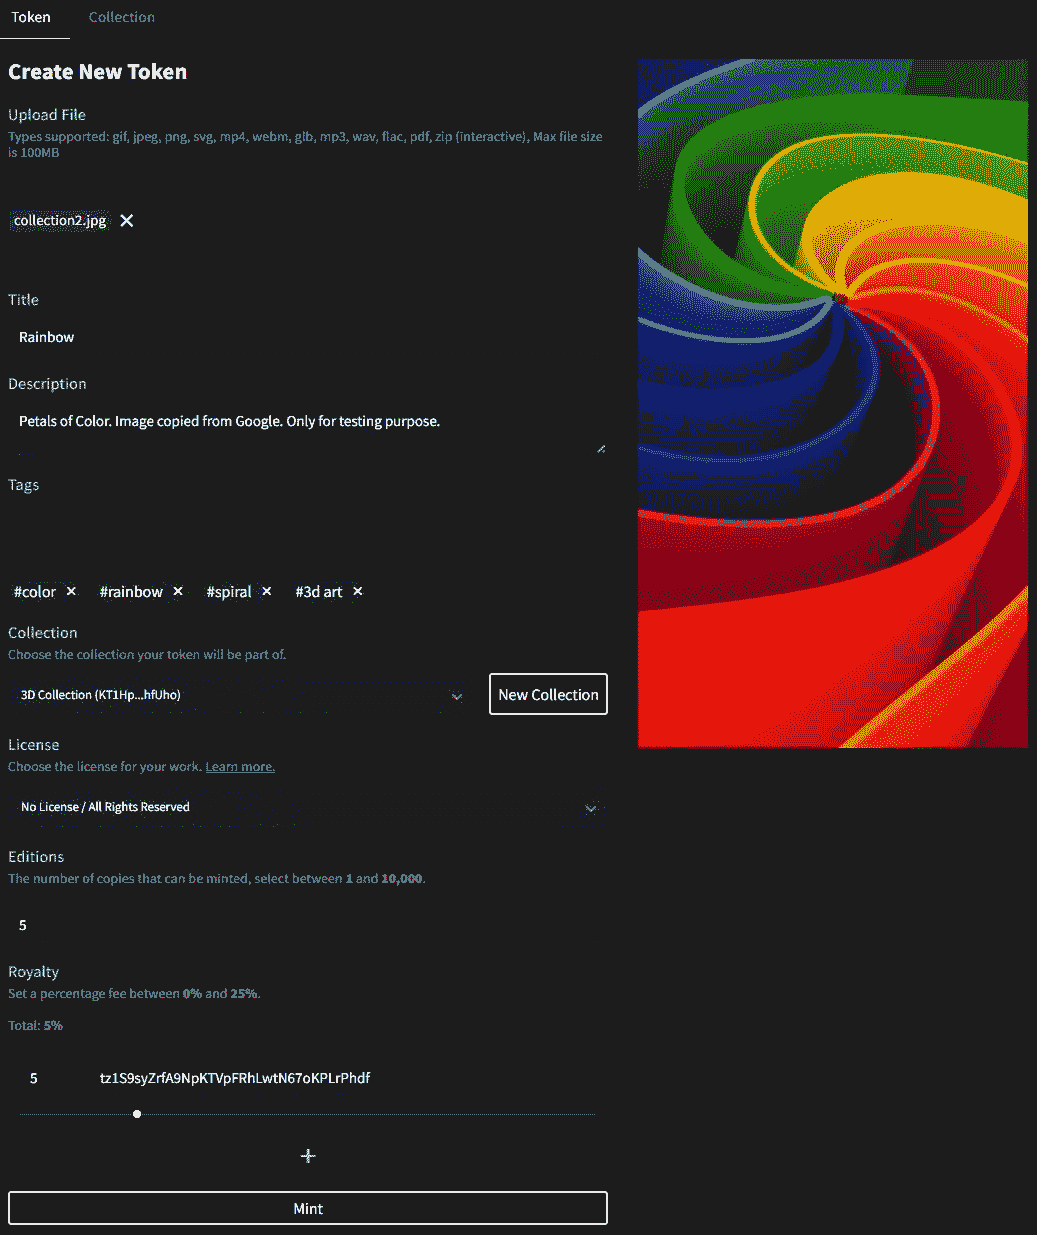 Token Collection
Create New Token
Upload File
Types supported: gif, jpeg, png, svg, mp4, webm, glb, mp3, wav, flac, pdf, zip (interactive), Max file size
is 100MB
collection2.jpg ✕
Title
Rainbow
Description
Petals of Color. Image copied from Google. Only for testing purpose.
Tags
#color ✕ #rainbow ✕ #spiral ✕ #3d art ✕
Collection
Choose the collection your token will be part of.
3D Collection (KT1Hp...hfUho)
New Collection
License
Choose the license for your work. Learn more.
No License / All Rights Reserved
Editions
The number of copies that can be minted, select between 1 and 10,000.
5
Royalty
Set a percentage fee between 0% and 25%.
Total: 5%
5 tz1S9syZrfA9NpKTVpFRhLwtN67oKPLrPhdf
+
Mint